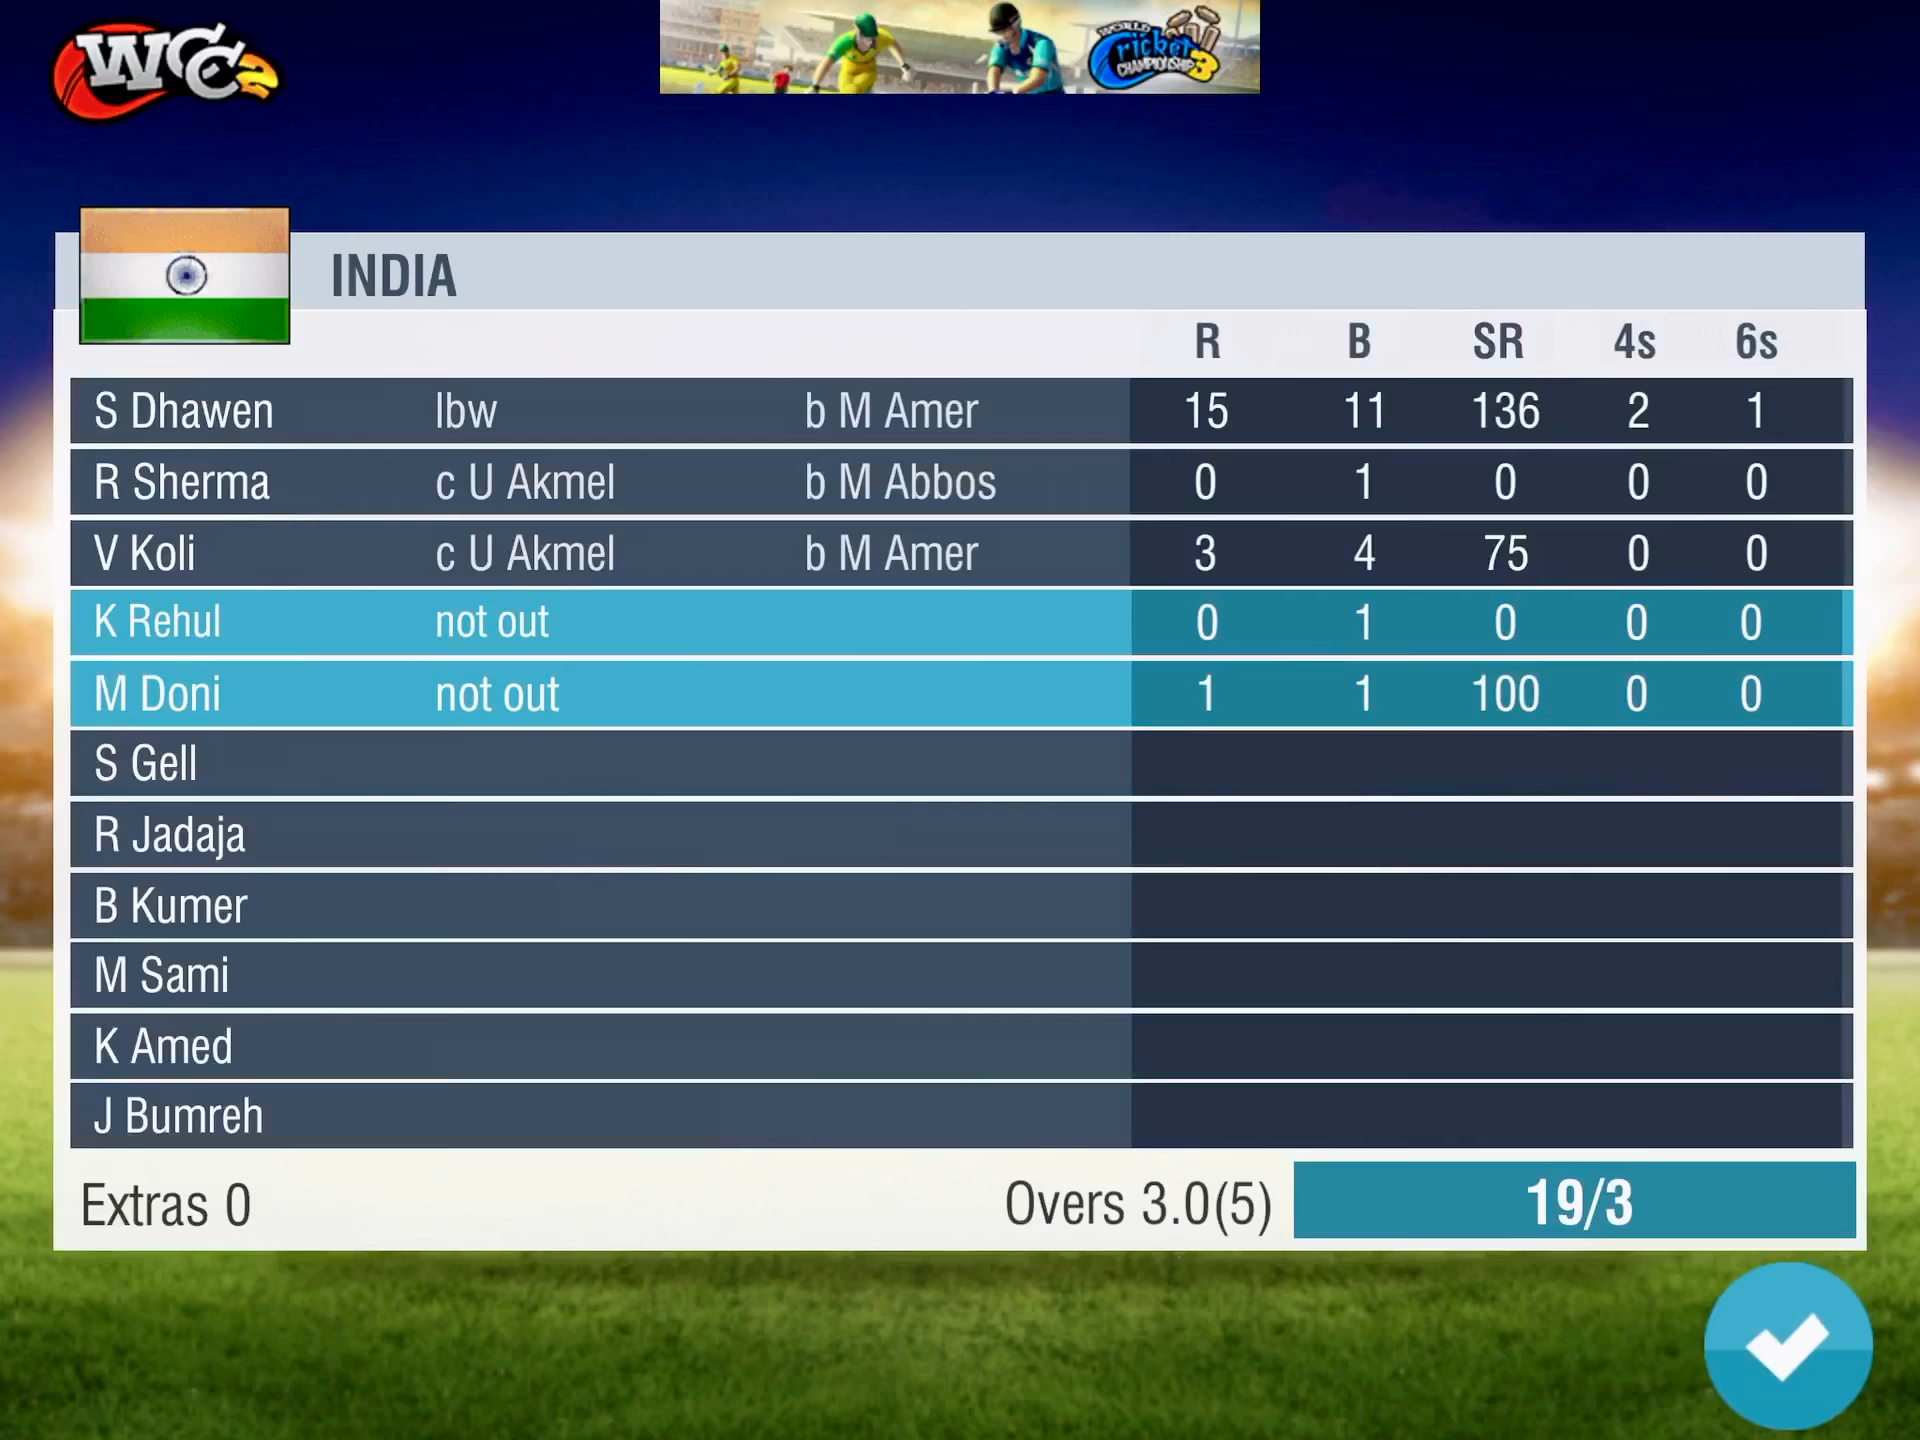 WCC2
WORLD Cricket CHAMPIONSHIP 3
INDIA
R B SR 4s 6s
S Dhawen lbw b M Amer 15 11 136 2 1
R Sherma c U Akmel b M Abbos 0 1 0 0 0
V Koli c U Akmel b M Amer 3 4 75 0 0
K Rehul not out 0 1 0 0 0
M Doni not out 1 1 100 0 0
S Gell
R Jadaja
B Kumer
M Sami
K Amed
J Bumreh
Extras 0 Overs 3.0(5) 19/3